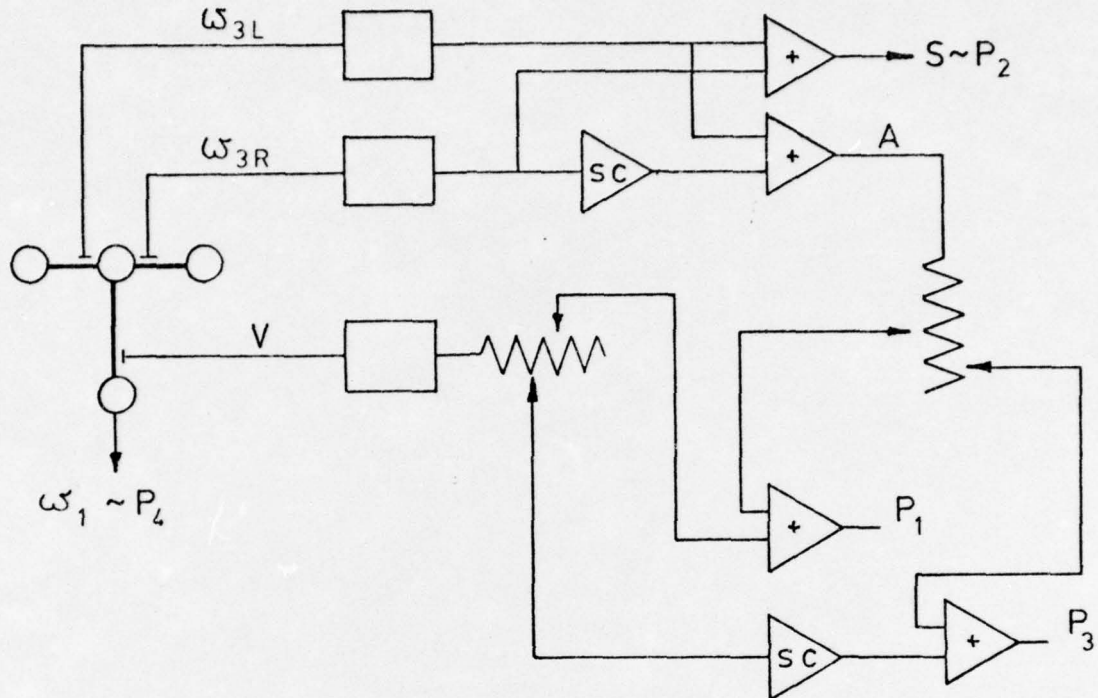 ω₃L
S~P₂
+
ω₃R
A
SC
+
V
ω₁ ~P₄
+
P₁
SC
+
P₃